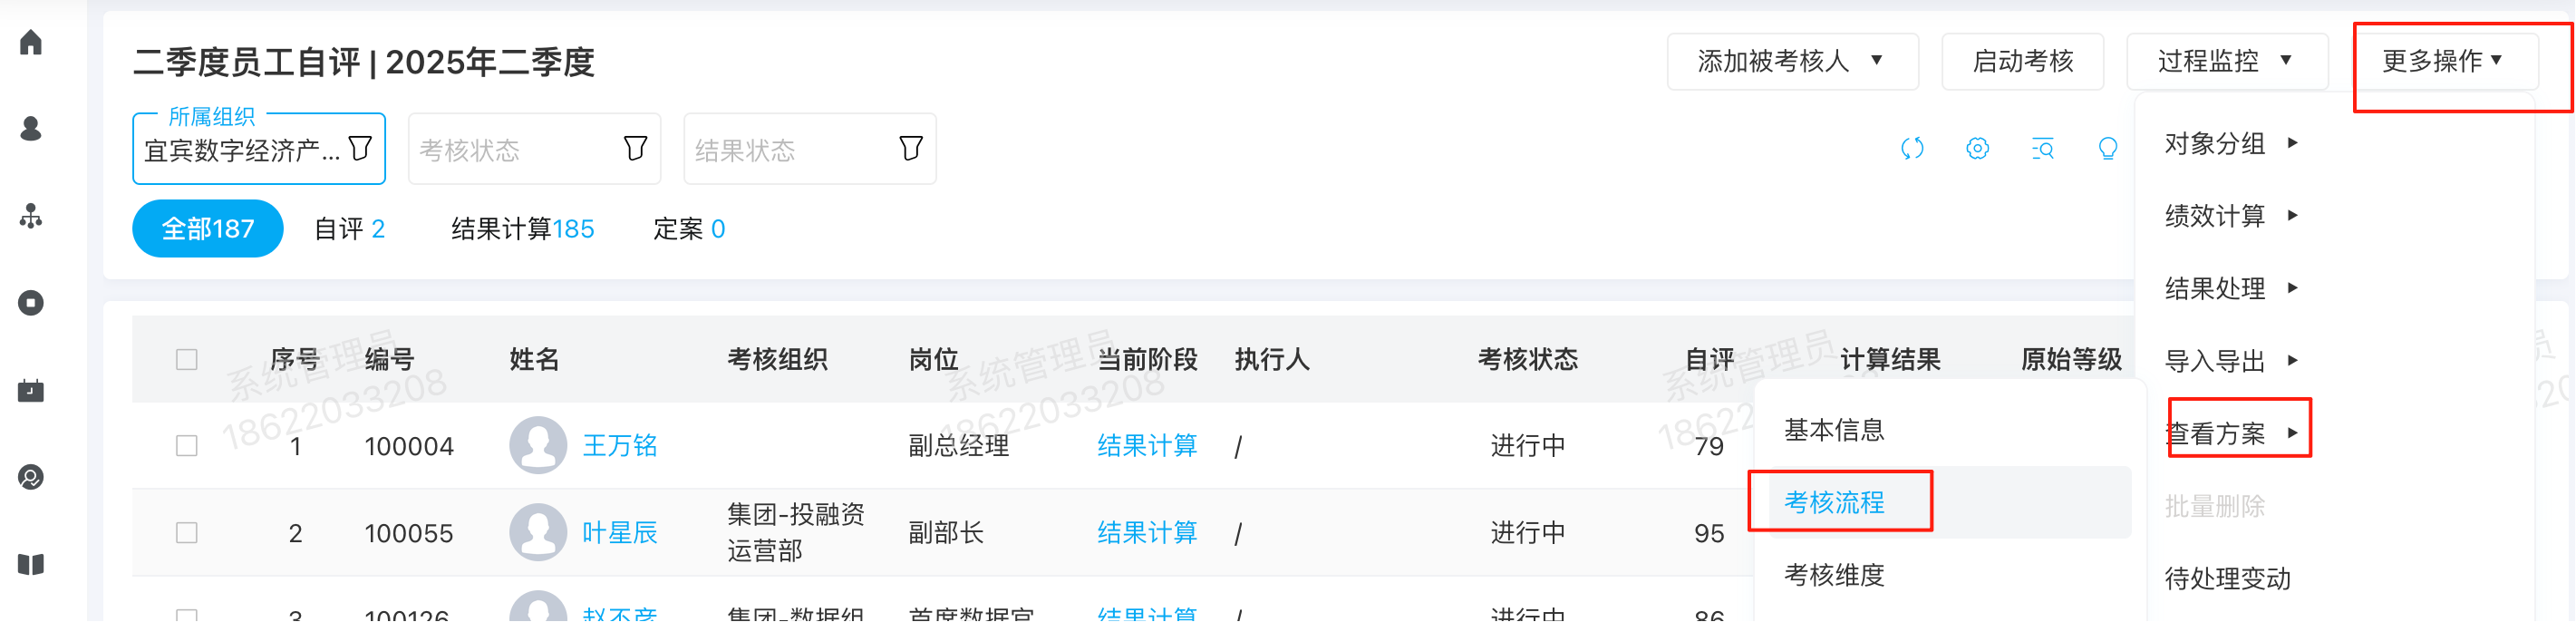 二季度员工自评 | 2025年二季度
添加被考核人 ▼
启动考核
过程监控 ▼
更多操作▼
所属组织
宜宾数字经济产...
考核状态
结果状态
全部187
自评 2
结果计算185
定案 0
对象分组 ▶
绩效计算 ▶
结果处理 ▶
导入导出 ▶
查看方案 ▶
批量删除
待处理变动
基本信息
考核流程
考核维度
序号 编号 姓名 考核组织 岗位 当前阶段 执行人 考核状态 自评 计算结果 原始等级
1 100004 王万铭 副总经理 结果计算 / 进行中 79
2 100055 叶星辰 集团-投融资
运营部 副部长 结果计算 / 进行中 95
3 100126 赵不彦 集团-数据组 首席数据官 结果计算 / 进行中 86
系统管理员
18622033208
系统管理员
18622033208
系统管理员